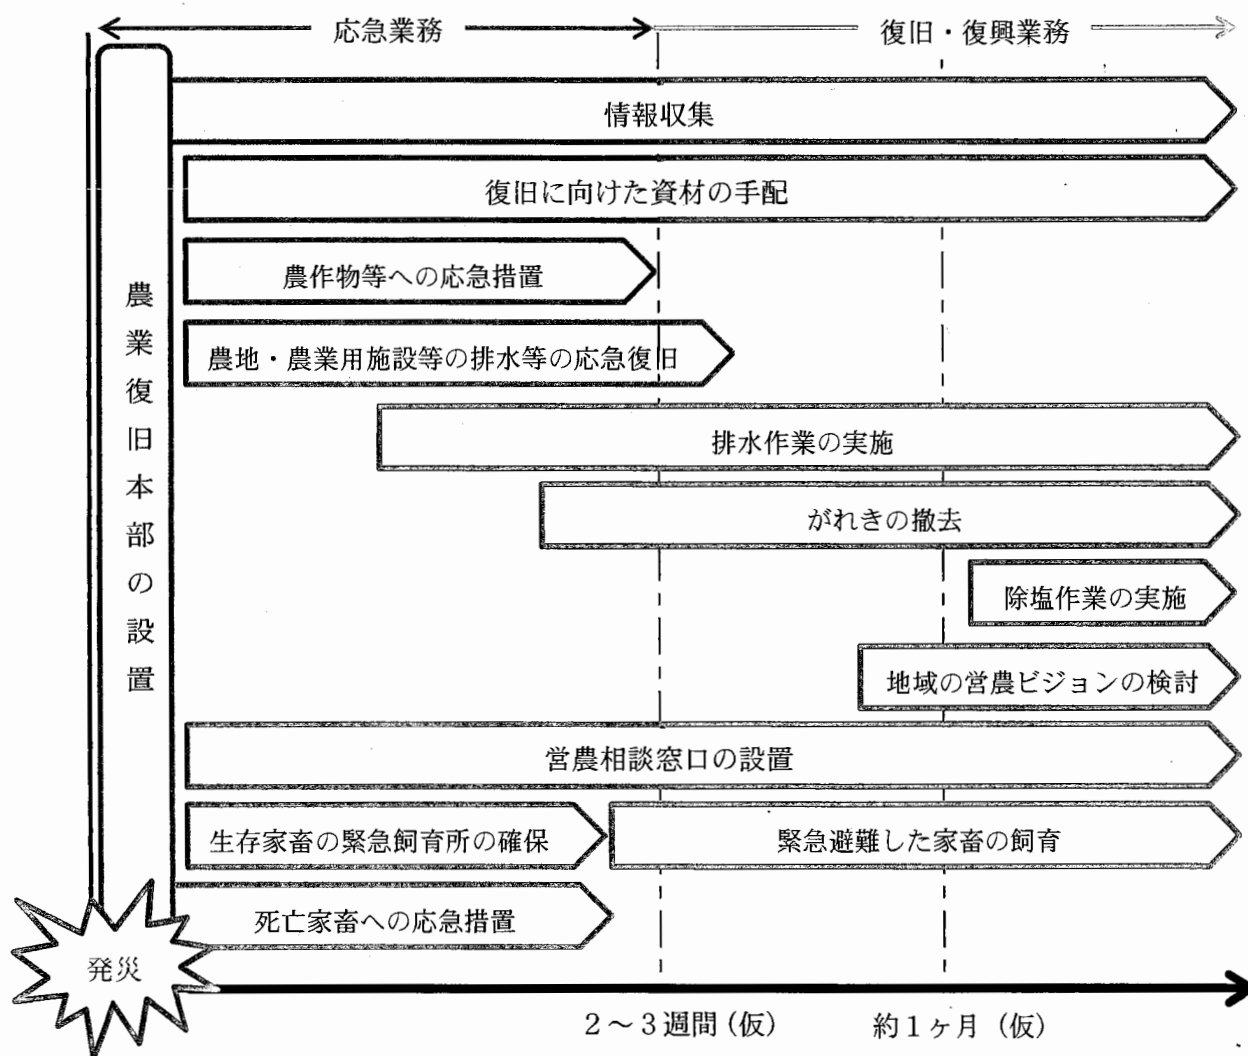 応急業務
復旧・復興業務
農業復旧本部の設置
情報収集
復旧に向けた資材の手配
農作物等への応急措置
農地・農業用施設等の排水等の応急復旧
排水作業の実施
がれきの撤去
除塩作業の実施
地域の営農ビジョンの検討
営農相談窓口の設置
生存家畜の緊急飼育所の確保
緊急避難した家畜の飼育
死亡家畜への応急措置
発災
２～３週間（仮）
約１ヶ月（仮）